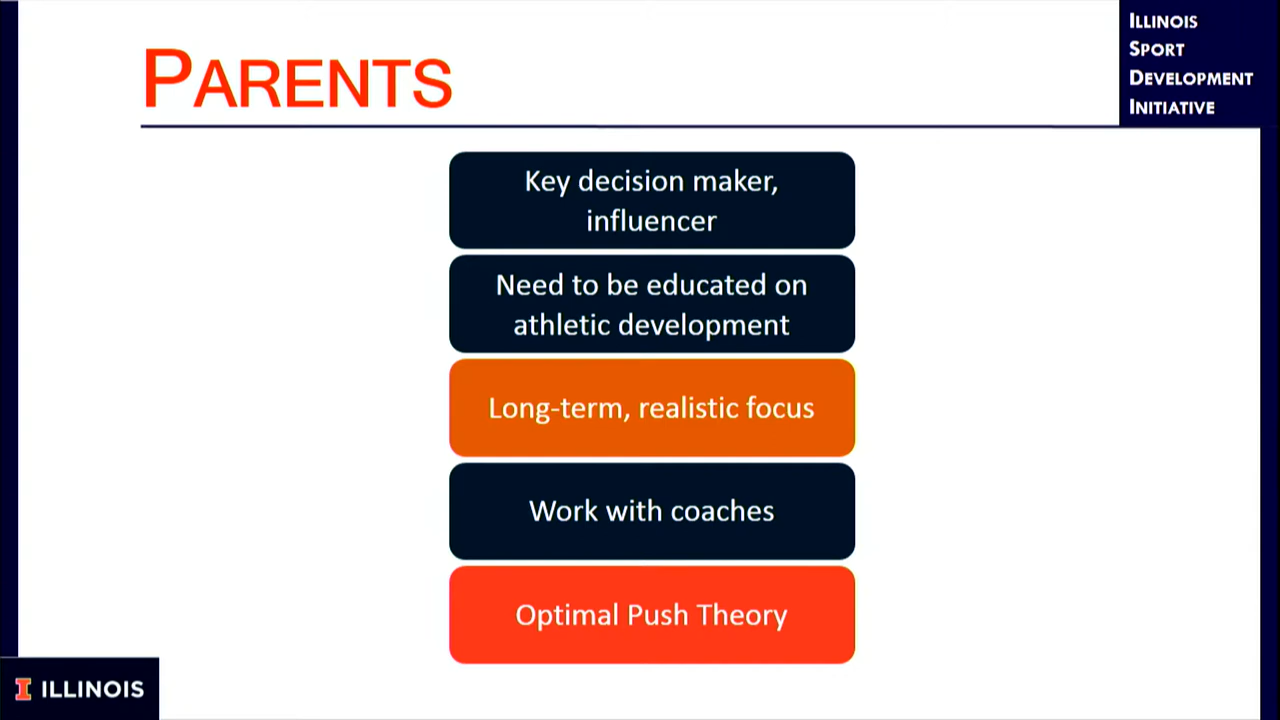 PARENTS
ILLINOIS
SPORT
DEVELOPMENT
INITIATIVE
Key decision maker,
influencer
Need to be educated on
athletic development
Long-term, realistic focus
Work with coaches
Optimal Push Theory
I ILLINOIS